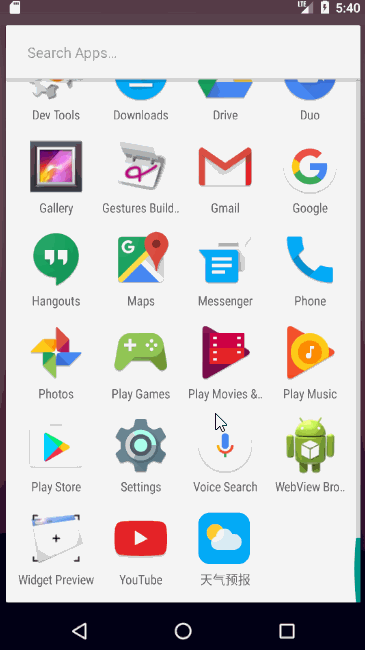 LTE 5:40
Search Apps...
Dev Tools Downloads Drive Duo
Gallery Gestures Build.. Gmail Google
Hangouts Maps Messenger Phone
Photos Play Games Play Movies &.. Play Music
Play Store Settings Voice Search WebView Bro..
Widget Preview YouTube 天气预报